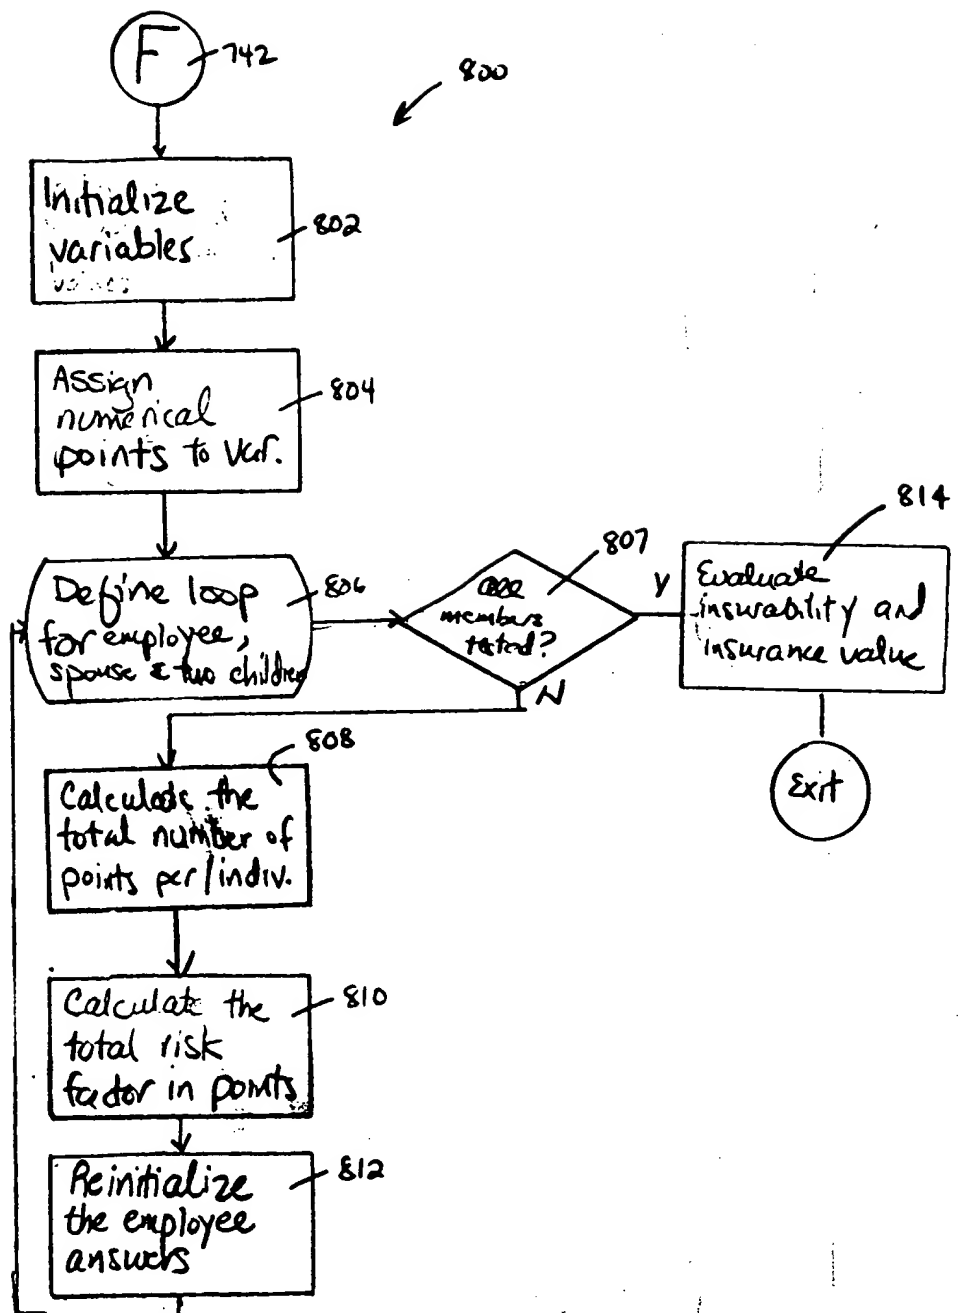 F
742
800
Initialize
variables
802
Assign
numerical
points to var.
804
Define loop
for employee,
spouse & two children
806
all
members
tested?
807
Y
N
Evaluate
insurability and
insurance value
814
Exit
Calculate the
total number of
points per/indiv.
808
Calculate the
total risk
factor in points
810
Reinitialize
the employee
answers
812